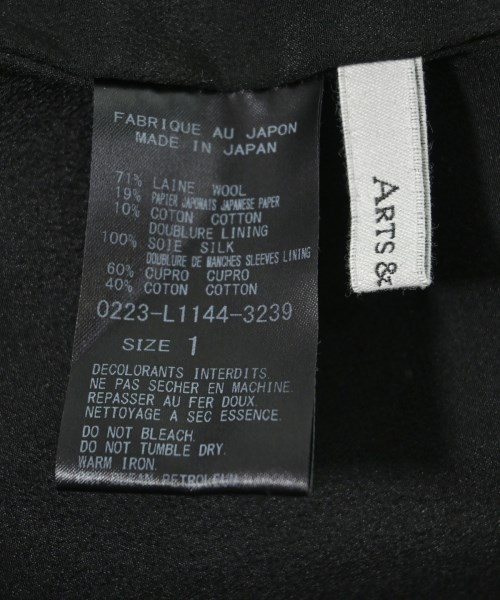 FABRIQUE AU JAPON
MADE IN JAPAN
71% LAINE WOOL
19% PAPIER JAPONAIS JAPANESE PAPER
10% COTON COTTON
DOUBLURE LINING
100% SOIE SILK
DOUBLURE DE MANCHES SLEEVES LINING
60% CUPRO CUPRO
40% COTON COTTON
0223-L1144-3239
SIZE 1
DECOLORANTS INTERDITS.
NE PAS SECHER EN MACHINE.
REPASSER AU FER DOUX.
NETTOYAGE A SEC ESSENCE.
DO NOT BLEACH.
DO NOT TUMBLE DRY.
WARM IRON.
DRY CLEAN PETROLEUM
ARTS &